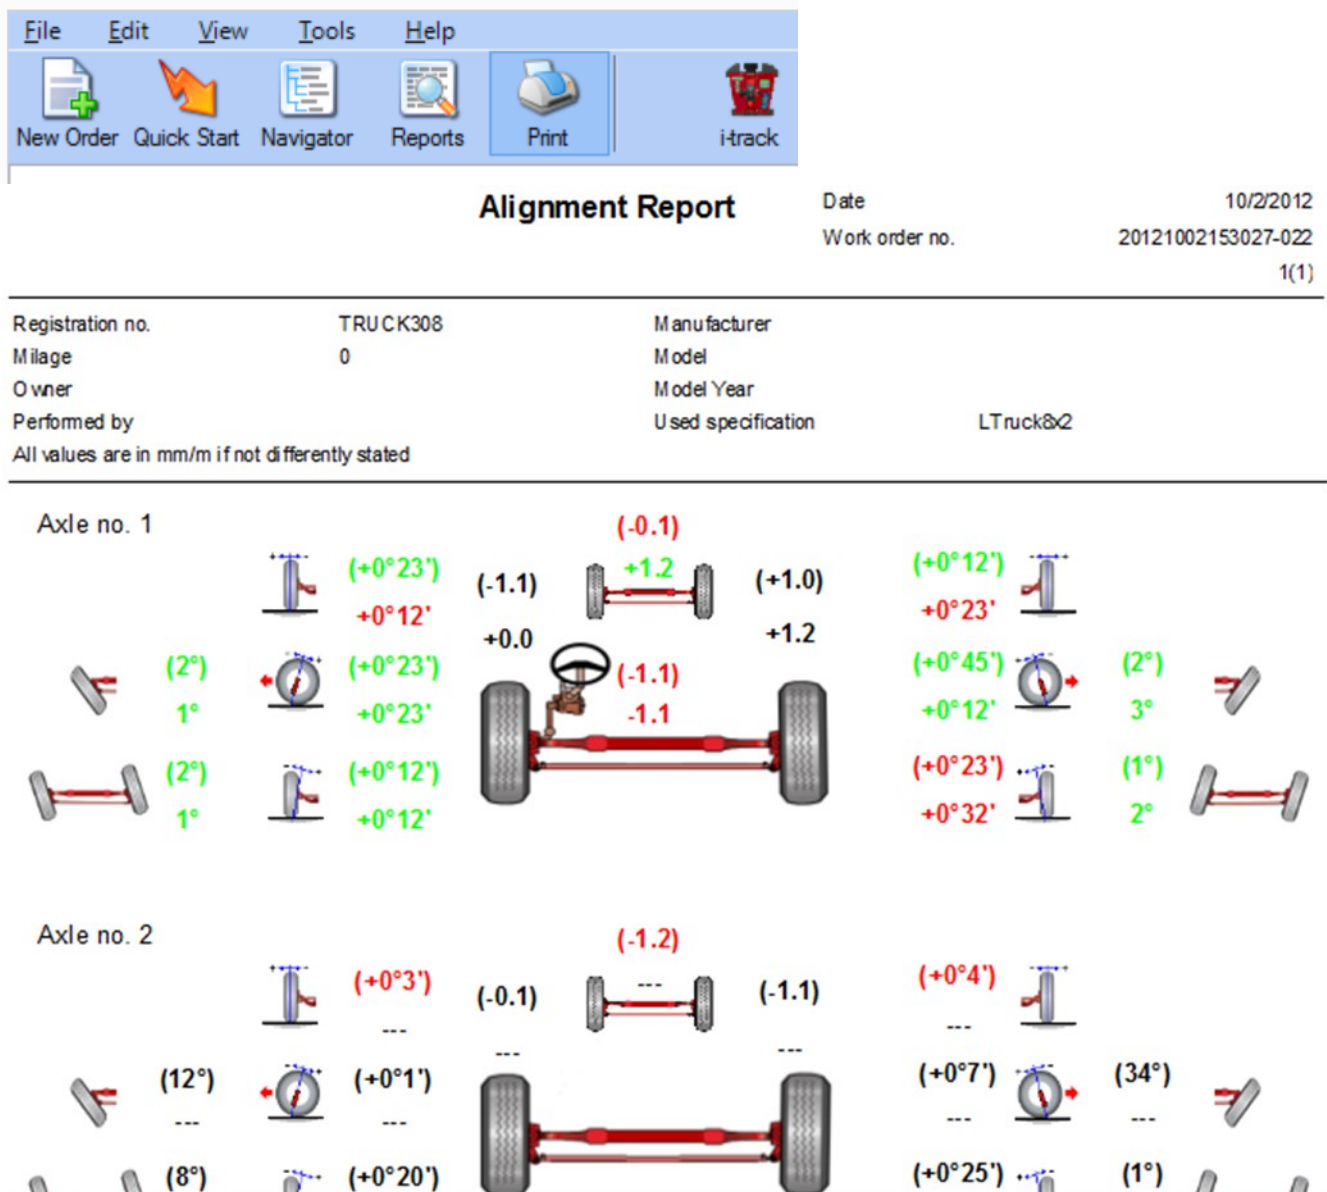 File Edit View Tools Help
New Order Quick Start Navigator Reports Print i-track
Alignment Report
Date 10/2/2012
Work order no. 20121002153027-022
1(1)
Registration no. TRUCK308 Manufacturer
Milage 0 Model
Owner Model Year
Performed by Used specification LTruck8x2
All values are in mm/m if not differently stated
Axle no. 1 (-0.1)
(+0°23') (-1.1) +1.2 (+1.0) (+0°12')
+0°12' +0.0 +1.2 +0°23'
(2°) (+0°23') (-1.1) (+0°45') (2°)
1° +0°23' -1.1 +0°12' 3°
(2°) (+0°12') (+0°23') (1°)
1° +0°12' +0°32' 2°
Axle no. 2 (-1.2)
(+0°3') (-0.1) --- (-1.1) (+0°4')
--- --- --- ---
(12°) (+0°1') (+0°7') (34°)
--- --- --- ---
(8°) (+0°20') (+0°25') (1°)